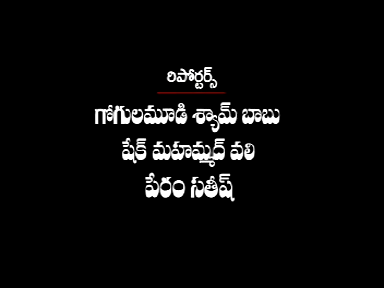 రిపోర్టర్స్
గోగులమూడి శ్యామ్ బాబు
షేక్ మహమ్మద్ వలి
పేరం సతీష్